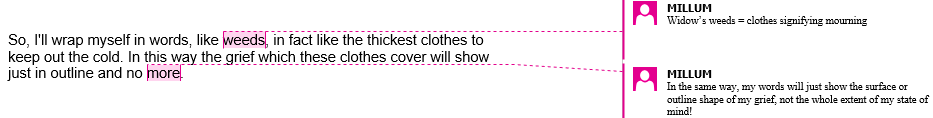 So, I'll wrap myself in words, like weeds, in fact like the thickest clothes to
keep out the cold. In this way the grief which these clothes cover will show
just in outline and no more.
MILLUM
Widow's weeds = clothes signifying mourning
MILLUM
In the same way, my words will just show the surface or
outline shape of my grief, not the whole extent of my state of
mind!